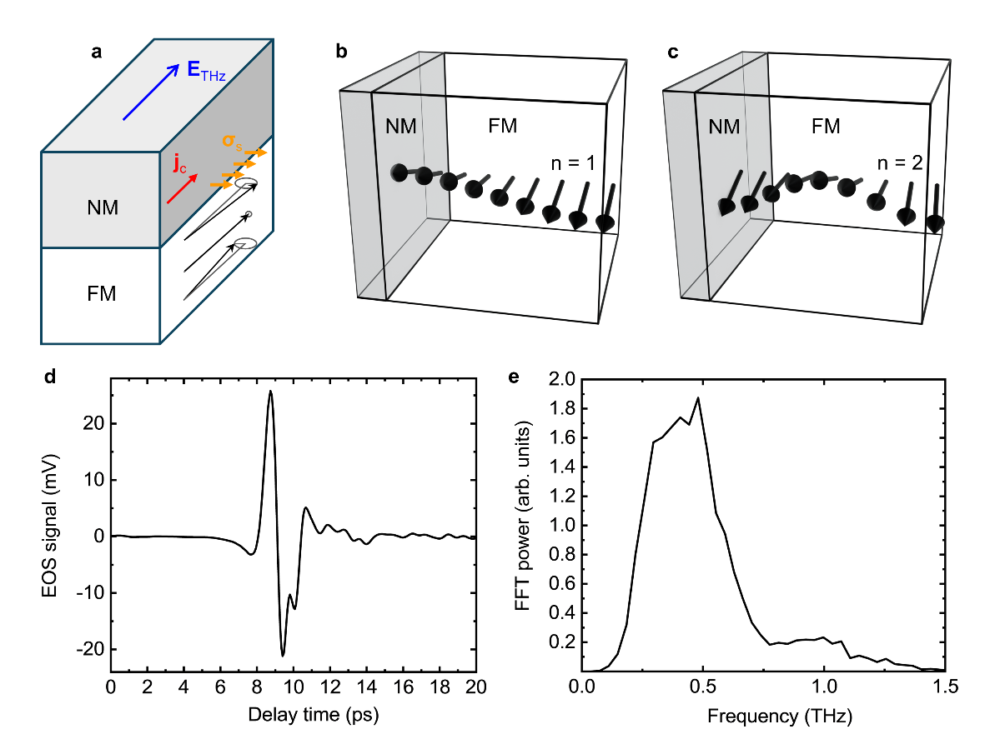 a
E_THz
σ_s
j_c
NM
FM
b
NM
FM
n = 1
c
NM
FM
n = 2
d
EOS signal (mV)
20
10
0
-10
-20
0 2 4 6 8 10 12 14 16 18 20
Delay time (ps)
e
FFT power (arb. units)
2.0
1.8
1.6
1.4
1.2
1.0
0.8
0.6
0.4
0.2
0.0 0.5 1.0 1.5
Frequency (THz)